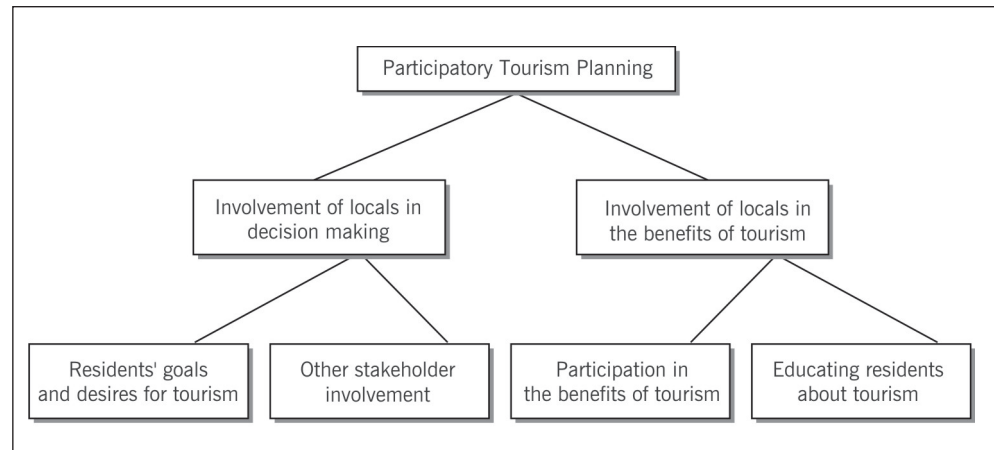 Participatory Tourism Planning
Involvement of locals in
decision making
Involvement of locals in
the benefits of tourism
Residents' goals
and desires for tourism
Other stakeholder
involvement
Participation in
the benefits of tourism
Educating residents
about tourism